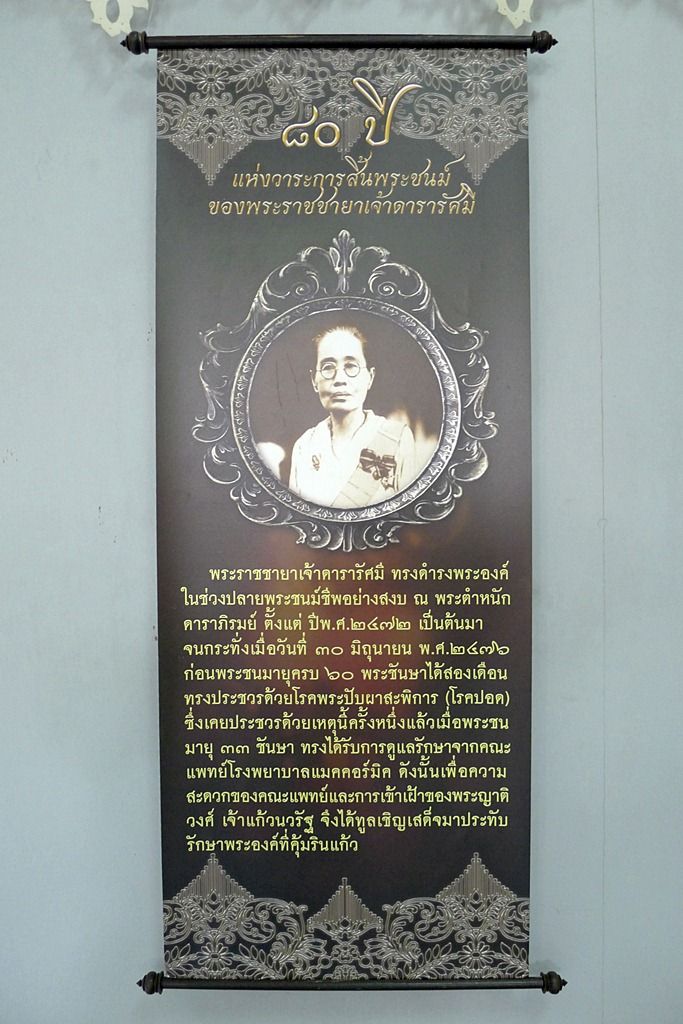 ๘๐ ปี
แห่งวาระการสิ้นพระชนม์
ของพระราชชายาเจ้าดารารัศมี
พระราชชายาเจ้าดารารัศมี ทรงดำรงพระองค์
ในช่วงปลายพระชนม์ชีพอย่างสงบ ณ พระตำหนัก
ดาราภิรมย์ ตั้งแต่ ปีพ.ศ.๒๔๗๒ เป็นต้นมา
จนกระทั่งเมื่อวันที่ ๓๐ มิถุนายน พ.ศ.๒๔๗๖
ก่อนพระชนมายุครบ ๖๐ พระชันษาได้สองเดือน
ทรงประชวรด้วยโรคพระปับผาสะพิการ (โรคปอด)
ซึ่งเคยประชวรด้วยเหตุนี้ครั้งหนึ่งแล้วเมื่อพระชน
มายุ ๓๓ ชันษา ทรงได้รับการดูแลรักษาจากคณะ
แพทย์โรงพยาบาลแมคคอร์มิค ดังนั้นเพื่อความ
สะดวกของคณะแพทย์และการเข้าเฝ้าของพระญาติ
วงศ์ เจ้าแก้วนวรัฐ จึงได้ทูลเชิญเสด็จมาประทับ
รักษาพระองค์ที่คุ้มรินแก้ว